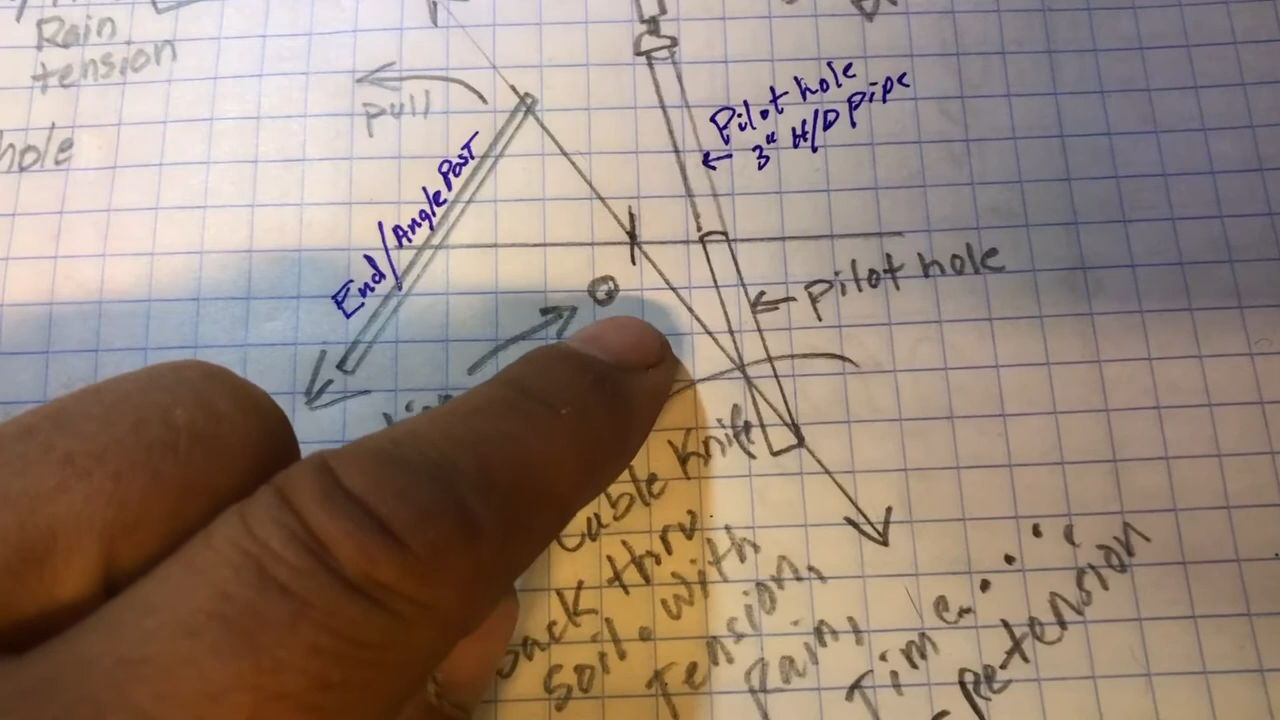 Rain
tension
pull
hole
End/Angle Post
Pilot hole
3" H/D pipe
pilot hole
Cable Knife
back thru
soil. with
Tension,
Rain,
Time....
- Retension